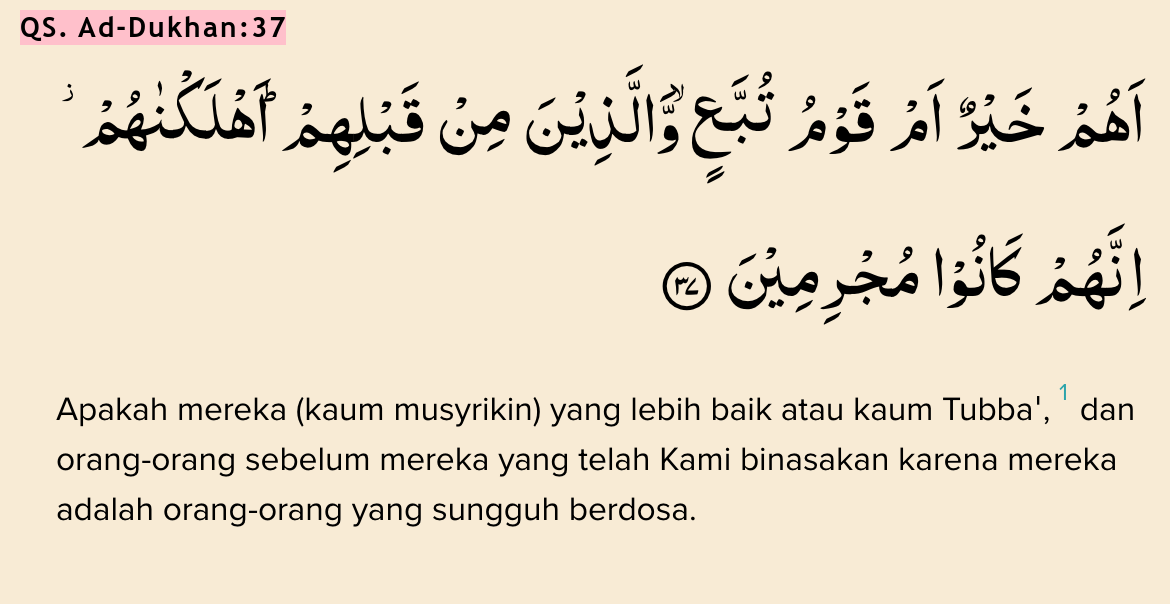 QS. Ad-Dukhan:37
اَهُمْ خَيْرٌ اَمْ قَوْمُ تُبَّعٍۙ وَّالَّذِيْنَ مِنْ قَبْلِهِمْۗ اَهْلَكْنٰهُمْ ۖ
اِنَّهُمْ كَانُوْا مُجْرِمِيْنَ ٣٧
Apakah mereka (kaum musyrikin) yang lebih baik atau kaum Tubba', 1 dan
orang-orang sebelum mereka yang telah Kami binasakan karena mereka
adalah orang-orang yang sungguh berdosa.